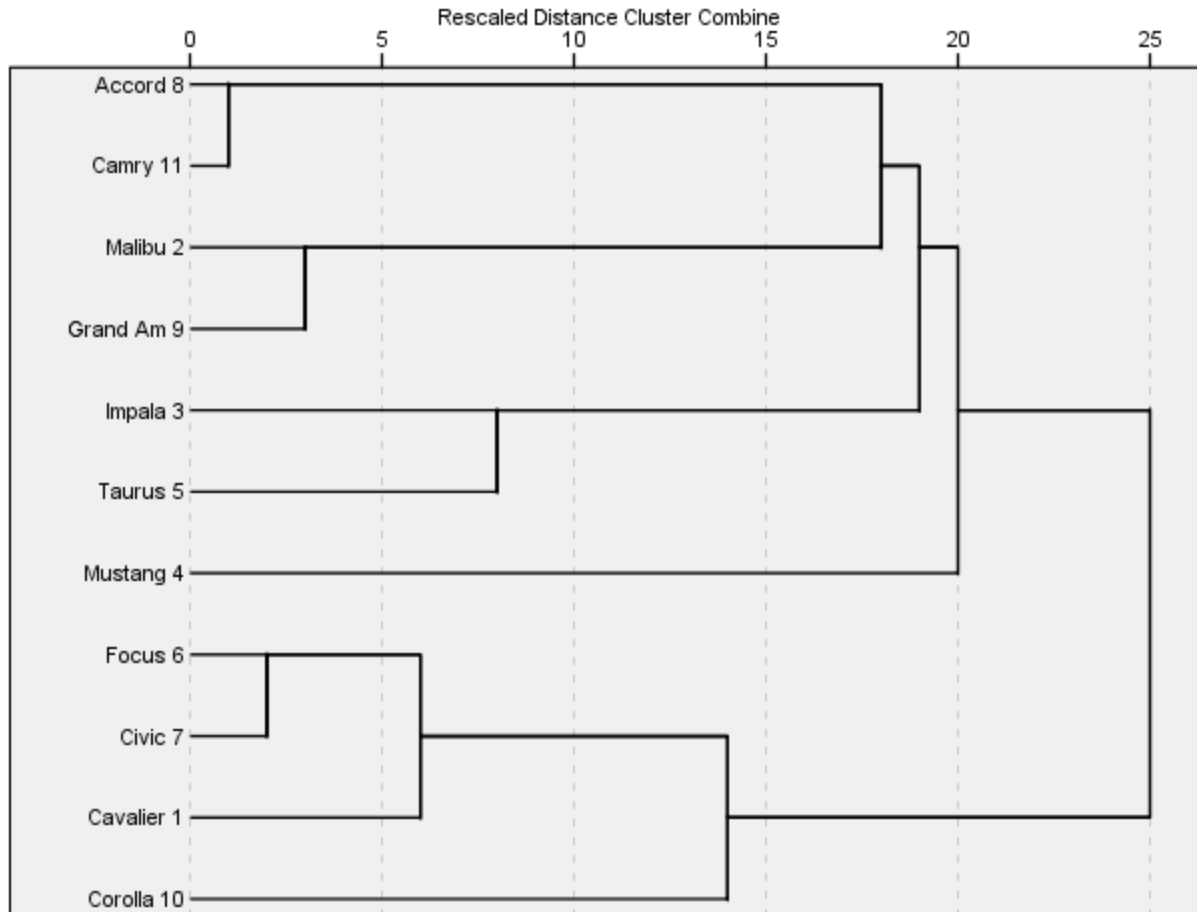 Rescaled Distance Cluster Combine
0 5 10 15 20 25
Accord 8
Camry 11
Malibu 2
Grand Am 9
Impala 3
Taurus 5
Mustang 4
Focus 6
Civic 7
Cavalier 1
Corolla 10